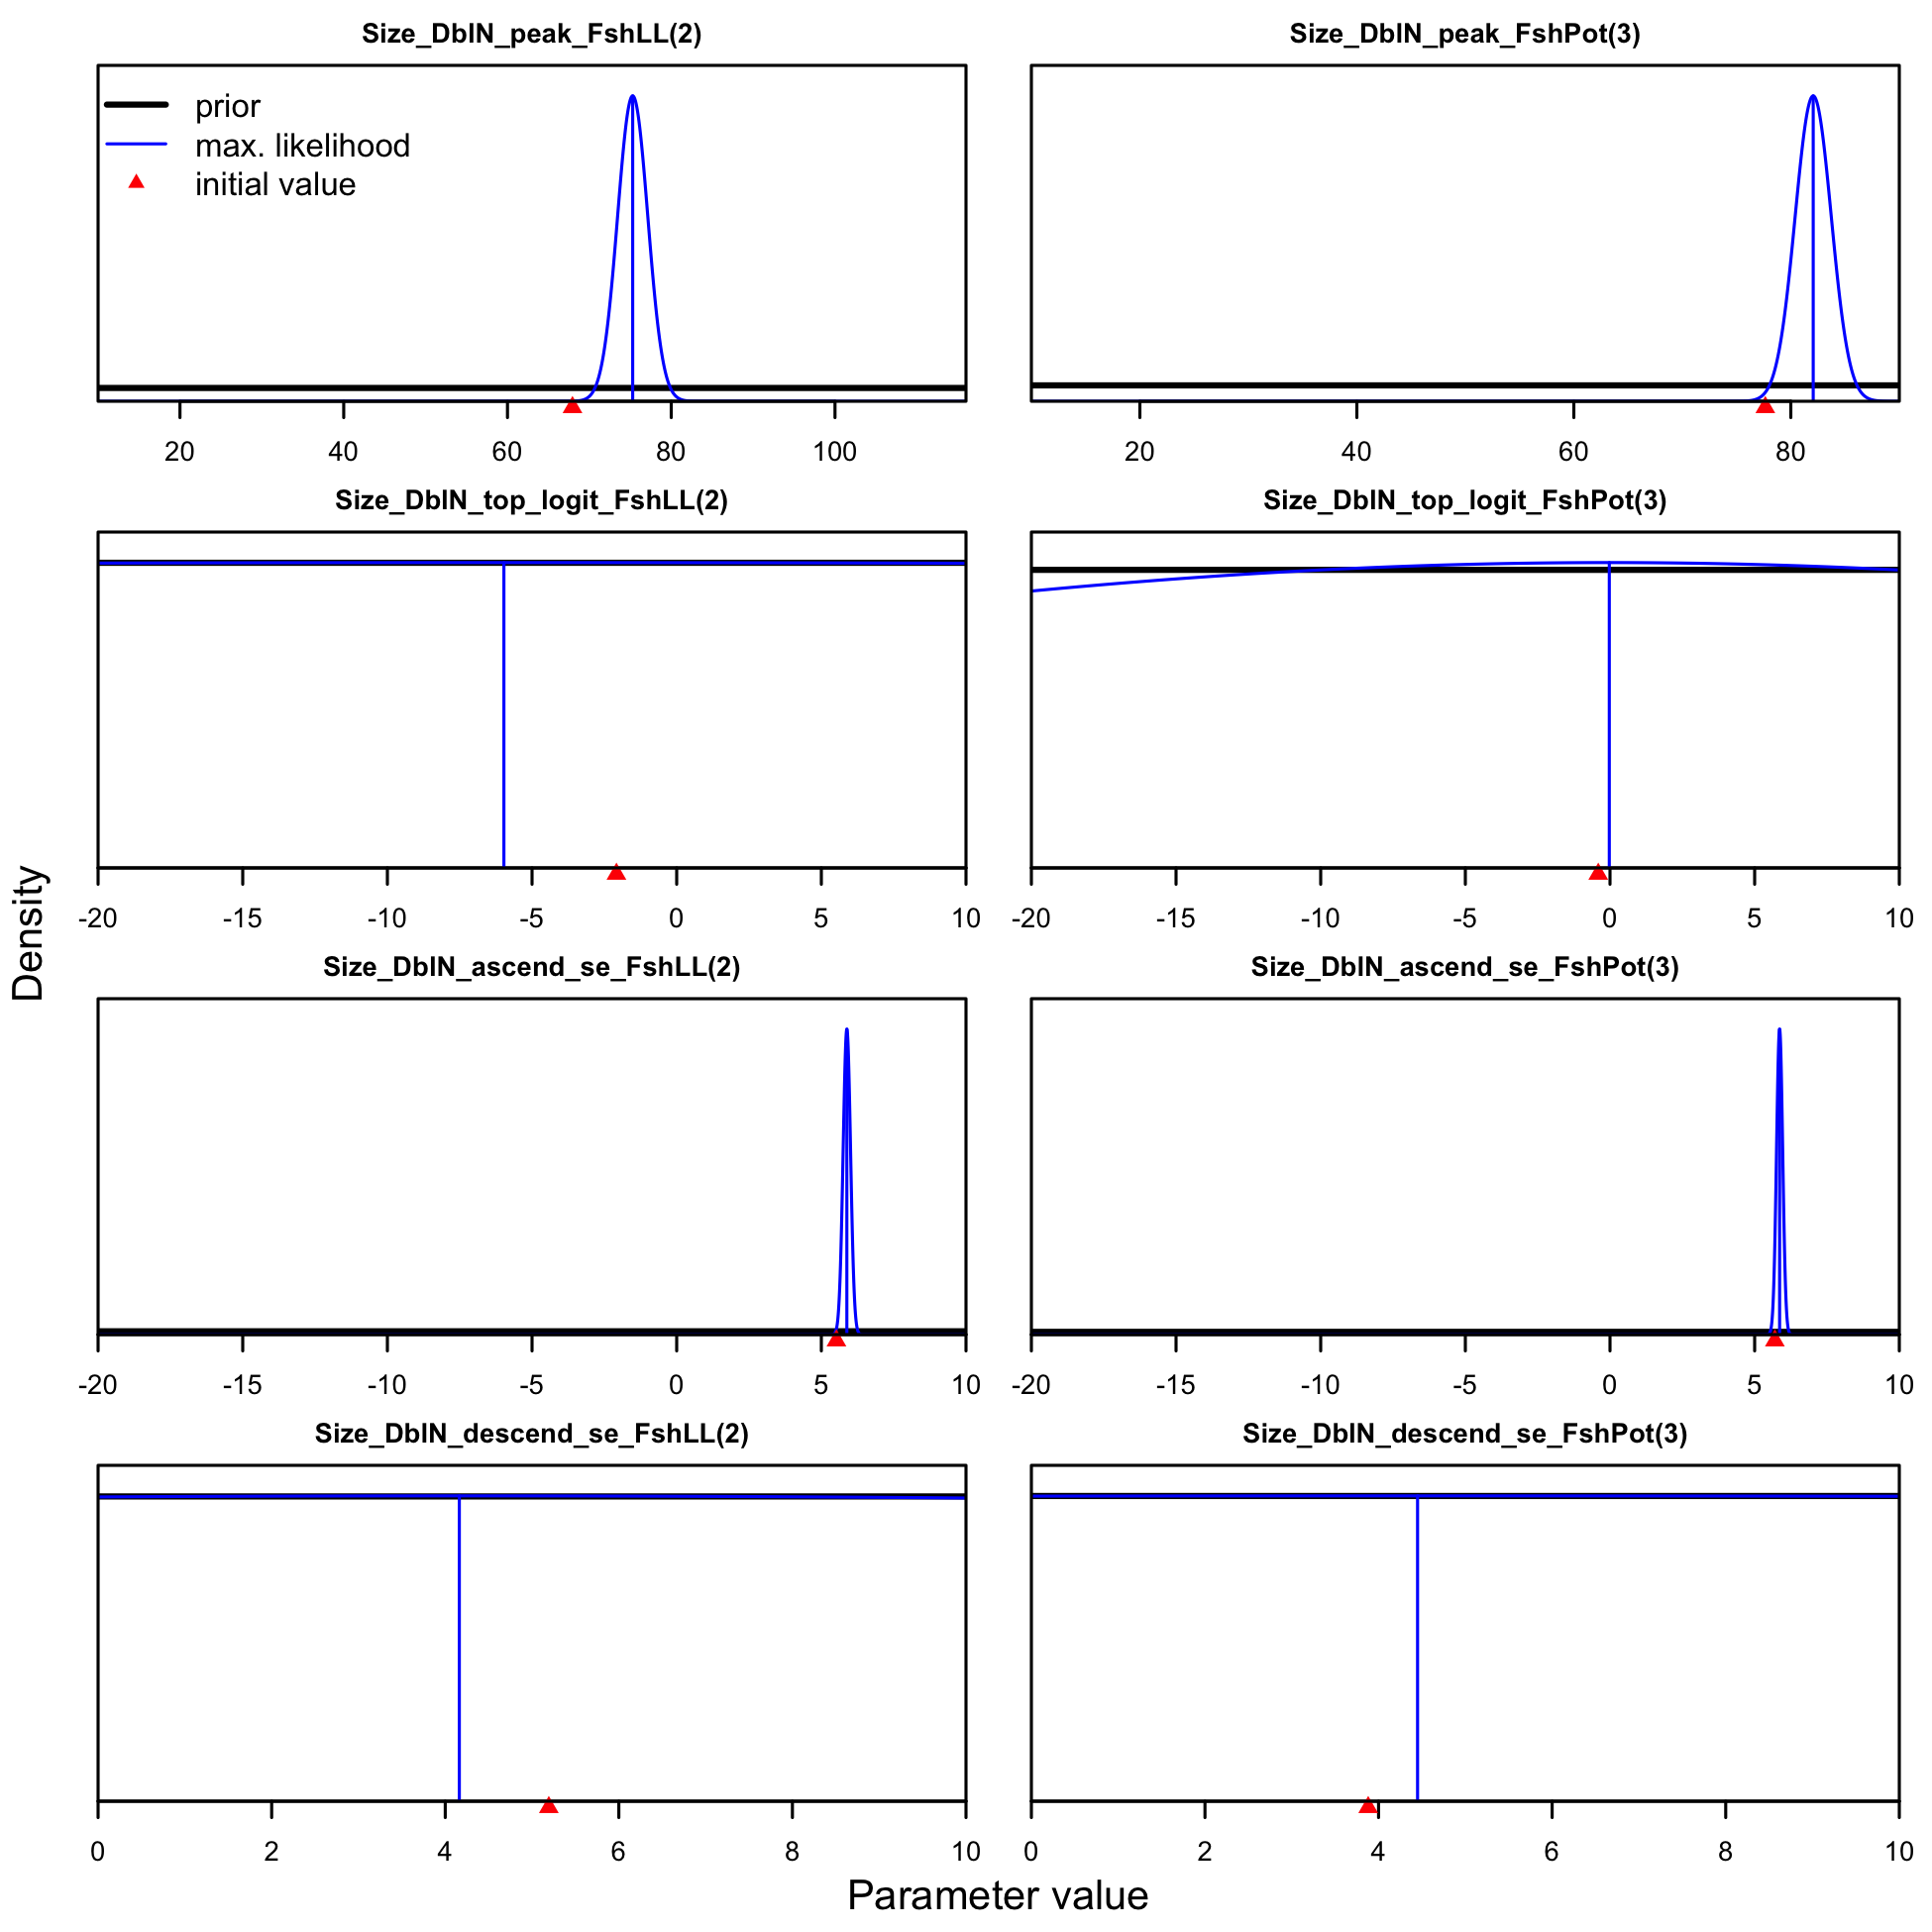 Size_DblN_peak_FshLL(2)
Size_DblN_peak_FshPot(3)
prior
max. likelihood
initial value
20 40 60 80 100
20 40 60 80
Size_DblN_top_logit_FshLL(2)
Size_DblN_top_logit_FshPot(3)
-20 -15 -10 -5 0 5 10
-20 -15 -10 -5 0 5 10
Density
Size_DblN_ascend_se_FshLL(2)
Size_DblN_ascend_se_FshPot(3)
-20 -15 -10 -5 0 5 10
-20 -15 -10 -5 0 5 10
Size_DblN_descend_se_FshLL(2)
Size_DblN_descend_se_FshPot(3)
0 2 4 6 8 10
0 2 4 6 8 10
Parameter value